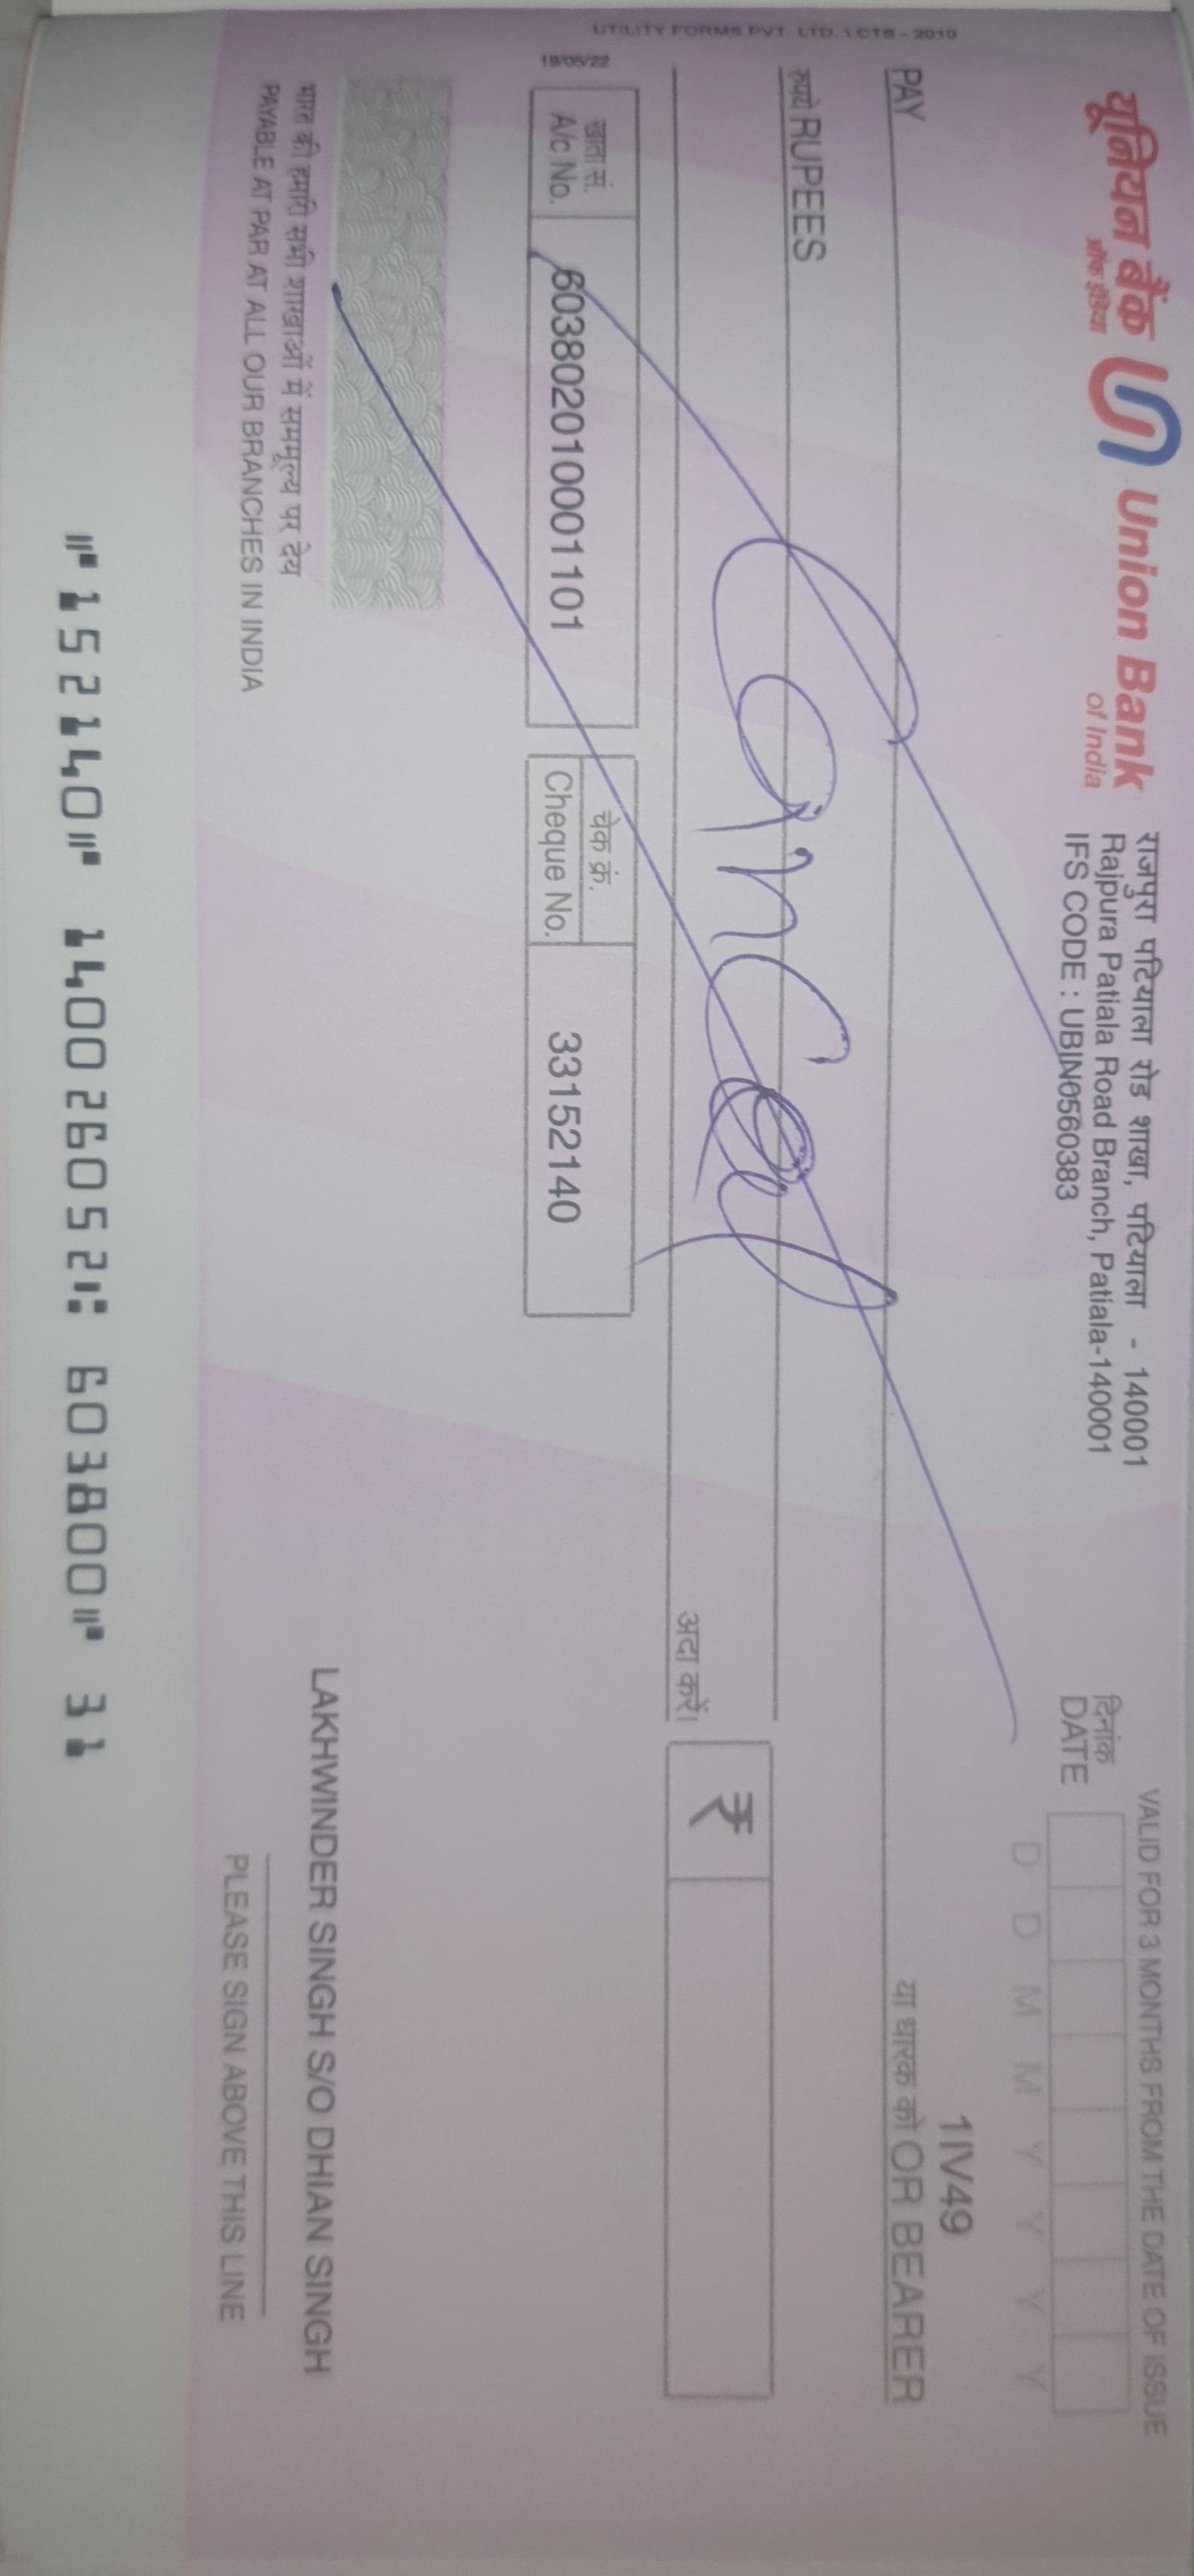 यूनियन बैंक Union Bank
ऑफ इंडिया of India
राजपुरा पटियाला रोड शाखा, पटियाला - 140001
Rajpura Patiala Road Branch, Patiala-140001
IFS CODE : UBIN0560383
VALID FOR 3 MONTHS FROM THE DATE OF ISSUE
दिनांक
DATE
D D M M Y Y Y Y
1IV49
PAY
या धारक को OR BEARER
रुपये RUPEES
Cancel
अदा करें।
₹
UTILITY FORMS PVT. LTD. \ CTS - 2010
19/05/22
खाता सं.
A/c No.
603802010001101
चेक क्रं.
Cheque No.
33152140
LAKHWINDER SINGH S/O DHIAN SINGH
भारत की हमारी सभी शाखाओं में सममूल्य पर देय
PAYABLE AT PAR AT ALL OUR BRANCHES IN INDIA
PLEASE SIGN ABOVE THIS LINE
⑈152140⑈ 140026052⑆ 603800⑈ 31